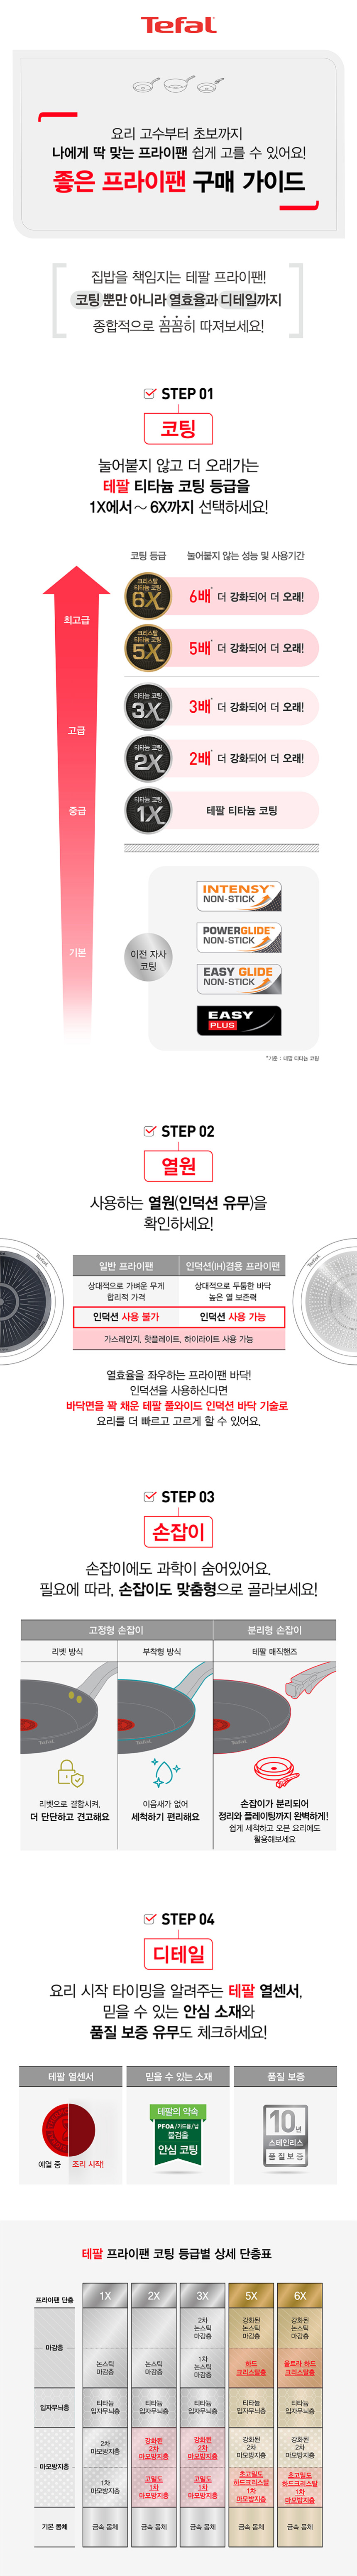 Tefal
요리 고수부터 초보까지
나에게 딱 맞는 프라이팬 쉽게 고를 수 있어요!
좋은 프라이팬 구매 가이드
집밥을 책임지는 테팔 프라이팬!
코팅 뿐만 아니라 열효율과 디테일까지
종합적으로 꼼꼼히 따져보세요!
STEP 01
코팅
눌어붙지 않고 더 오래가는
테팔 티타늄 코팅 등급을
1X에서~ 6X까지 선택하세요!
코팅 등급 눌어붙지 않는 성능 및 사용기간
최고급
고급
중급
기본
크리스탈
티타늄 코팅
6X
6배* 더 강화되어 더 오래!
크리스탈
티타늄 코팅
5X
5배* 더 강화되어 더 오래!
티타늄 코팅
3X
3배* 더 강화되어 더 오래!
티타늄 코팅
2X
2배* 더 강화되어 더 오래!
티타늄 코팅
1X
테팔 티타늄 코팅
이전 자사
코팅
INTENSY™
NON-STICK
POWERGLIDE™
NON-STICK
EASY GLIDE
NON-STICK
EASY
PLUS
*기준 : 테팔 티타늄 코팅
STEP 02
열원
사용하는 열원(인덕션 유무)을
확인하세요!
일반 프라이팬 인덕션(IH)겸용 프라이팬
상대적으로 가벼운 무게
합리적 가격
상대적으로 두툼한 바닥
높은 열 보존력
인덕션 사용 불가 인덕션 사용 가능
가스레인지, 핫플레이트, 하이라이트 사용 가능
Tefal
Tefal
열효율을 좌우하는 프라이팬 바닥!
인덕션을 사용하신다면
바닥면을 꽉 채운 테팔 풀와이드 인덕션 바닥 기술로
요리를 더 빠르고 고르게 할 수 있어요.
STEP 03
손잡이
손잡이에도 과학이 숨어있어요.
필요에 따라, 손잡이도 맞춤형으로 골라보세요!
고정형 손잡이 분리형 손잡이
리벳 방식 부착형 방식 테팔 매직핸즈
Tefal
Tefal
Tefal
리벳으로 결합시켜,
더 단단하고 견고해요
이음새가 없어
세척하기 편리해요
손잡이가 분리되어
정리와 플레이팅까지 완벽하게!
쉽게 세척하고 오븐 요리에도
활용해보세요
STEP 04
디테일
요리 시작 타이밍을 알려주는 테팔 열센서,
믿을 수 있는 안심 소재와
품질 보증 유무도 체크하세요!
테팔 열센서 믿을 수 있는 소재 품질 보증
예열 중 조리 시작!
테팔의 약속
PFOA/카드뮴/납
불검출
안심 코팅
10년
스테인리스
품 질 보 증
테팔 프라이팬 코팅 등급별 상세 단층표
프라이팬 단층 1X 2X 3X 5X 6X
마감층
2차
논스틱
마감층
강화된
논스틱
마감층
강화된
논스틱
마감층
논스틱
마감층
논스틱
마감층
1차
논스틱
마감층
하드
크리스탈층
울트라 하드
크리스탈층
입자무늬층
티타늄
입자무늬층
티타늄
입자무늬층
티타늄
입자무늬층
티타늄
입자무늬층
티타늄
입자무늬층
마모방지층
2차
마모방지층
강화된
2차
마모방지층
강화된
2차
마모방지층
강화된
2차
마모방지층
강화된
2차
마모방지층
1차
마모방지층
고밀도
1차
마모방지층
고밀도
1차
마모방지층
초고밀도
하드크리스탈
1차
마모방지층
초고밀도
하드크리스탈
1차
마모방지층
기본 몸체 금속 몸체 금속 몸체 금속 몸체 금속 몸체 금속 몸체